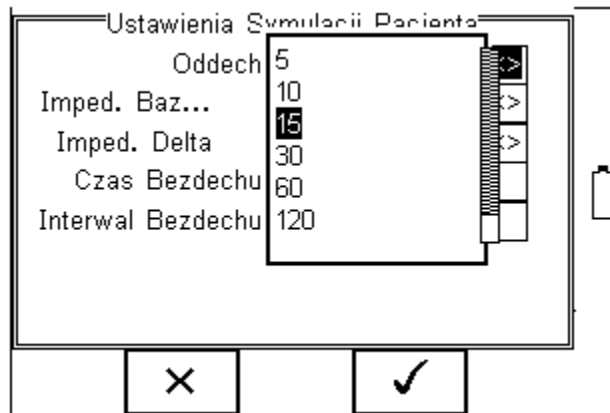 Ustawienia Symulacji Pacjenta
Oddech 5
10
Imped. Baz...
15
Imped. Delta
30
Czas Bezdechu 60
Interwal Bezdechu 120